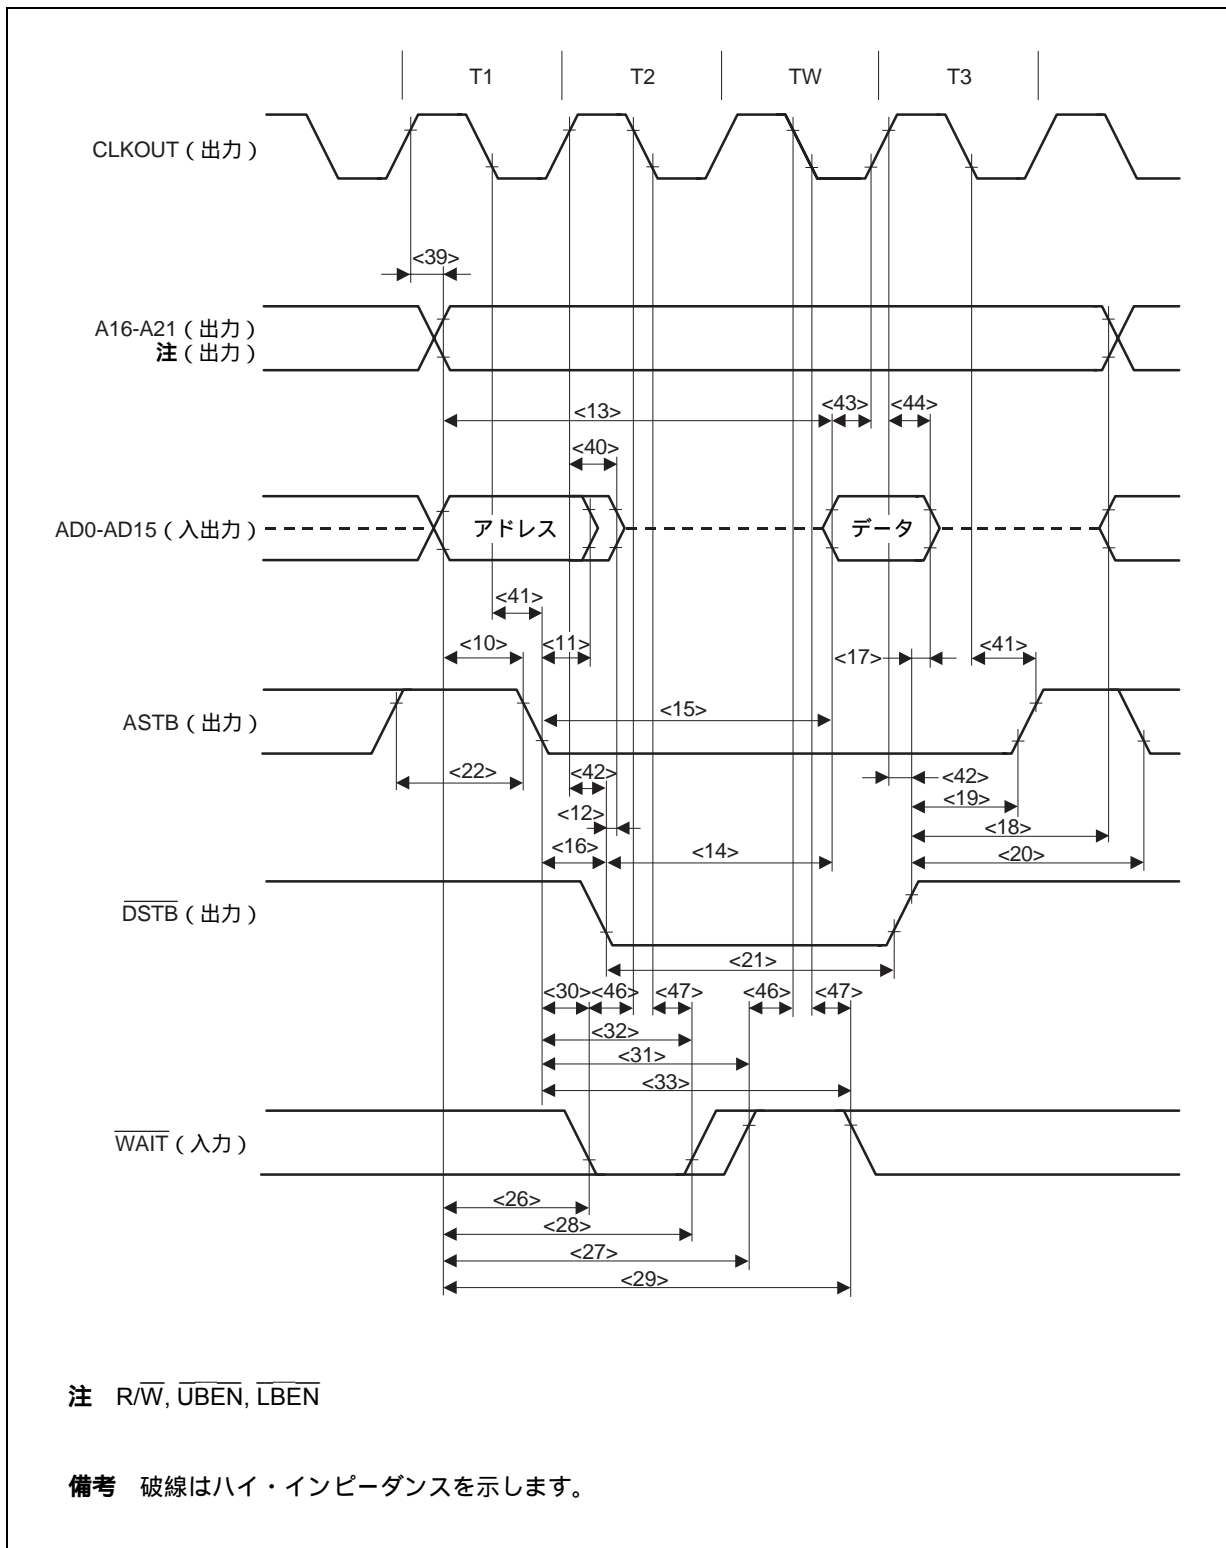 T1 T2 TW T3
CLKOUT（出力）
<39>
A16-A21（出力）
注（出力）
<13> <43> <44>
<40>
AD0-AD15（入出力） アドレス データ
<41>
<10> <11> <17> <41>
<15>
ASTB（出力）
<22> <42> <42>
<19>
<12>
<18>
<16> <14> <20>
DSTB（出力）
<21>
<30> <46> <47> <46> <47>
<32>
<31>
<33>
WAIT（入力）
<26>
<28>
<27>
<29>
注 R/W, UBEN, LBEN
備考 破線はハイ・インピーダンスを示します。